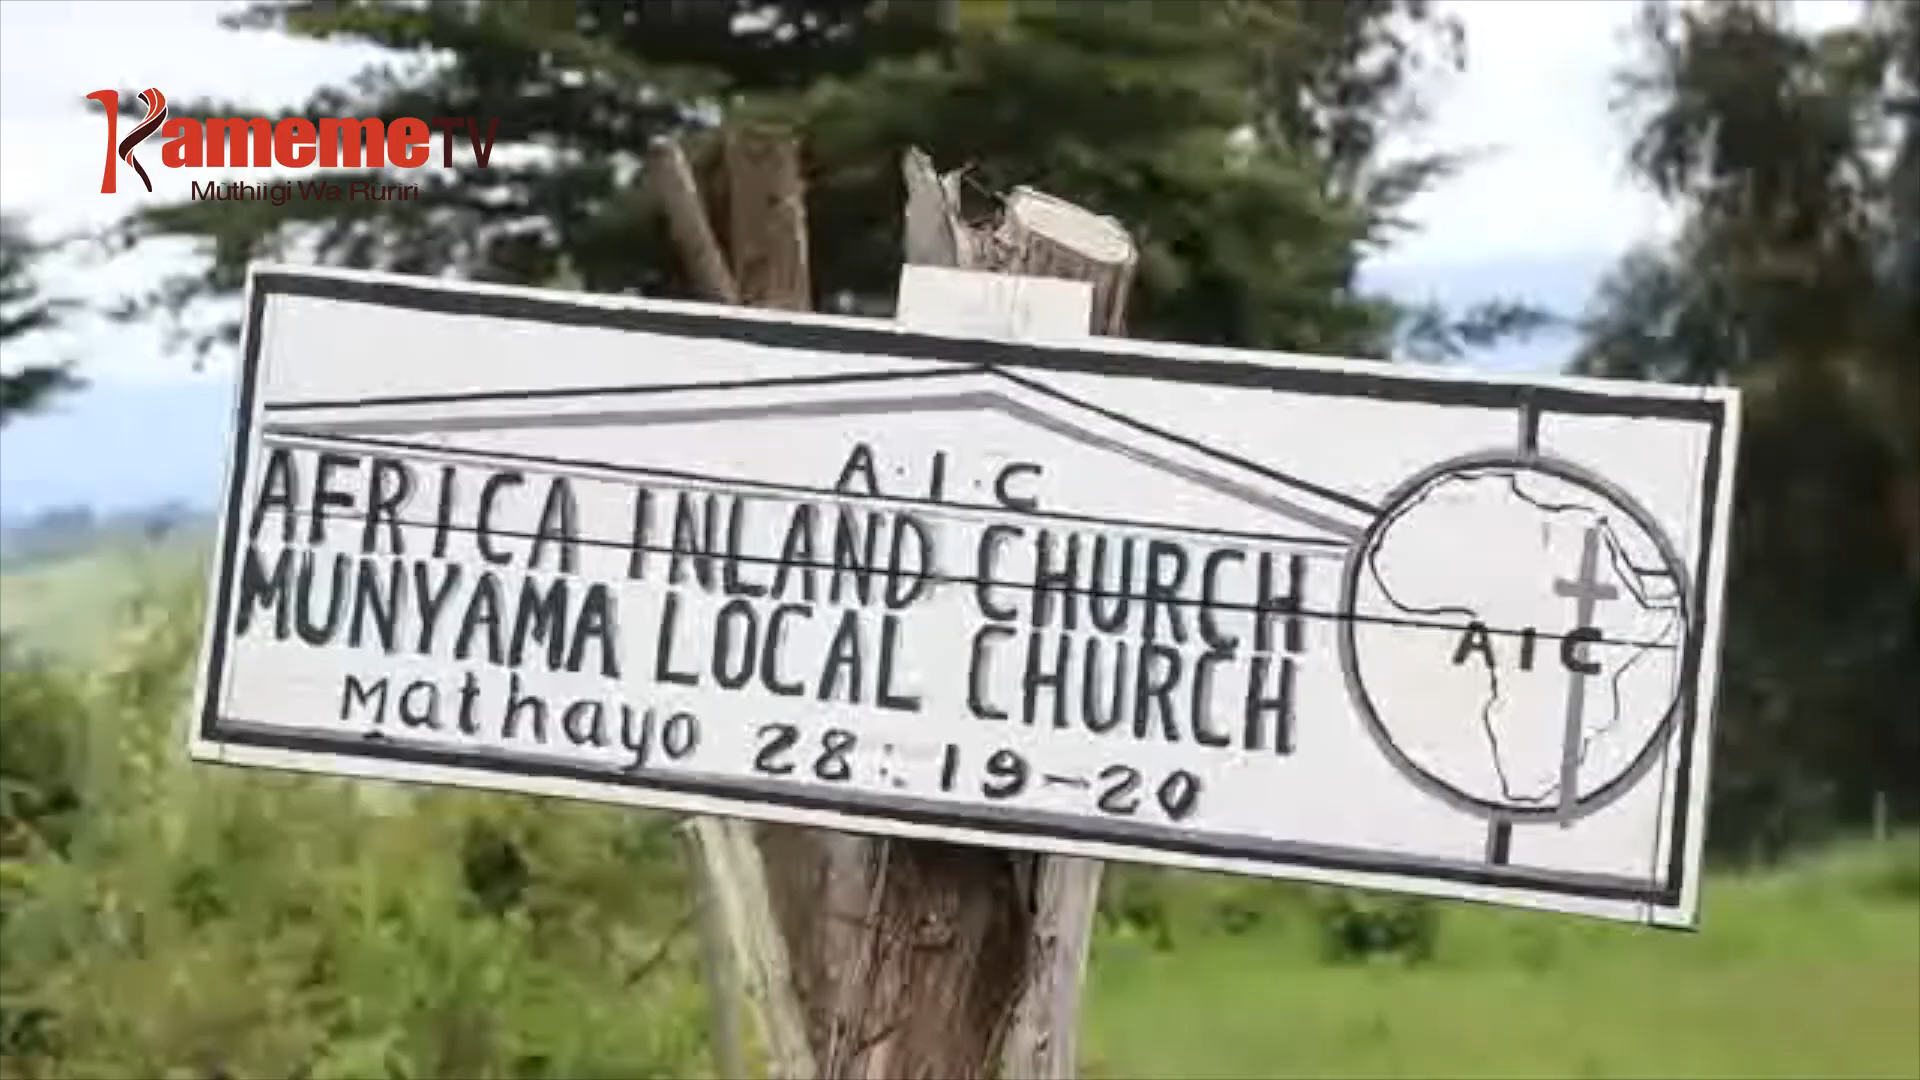 Kameme TV
Muthiigi Wa Ruriri
A.I.C
AFRICA INLAND CHURCH
MUNYAMA LOCAL CHURCH
Mathayo 28:19-20
AIC